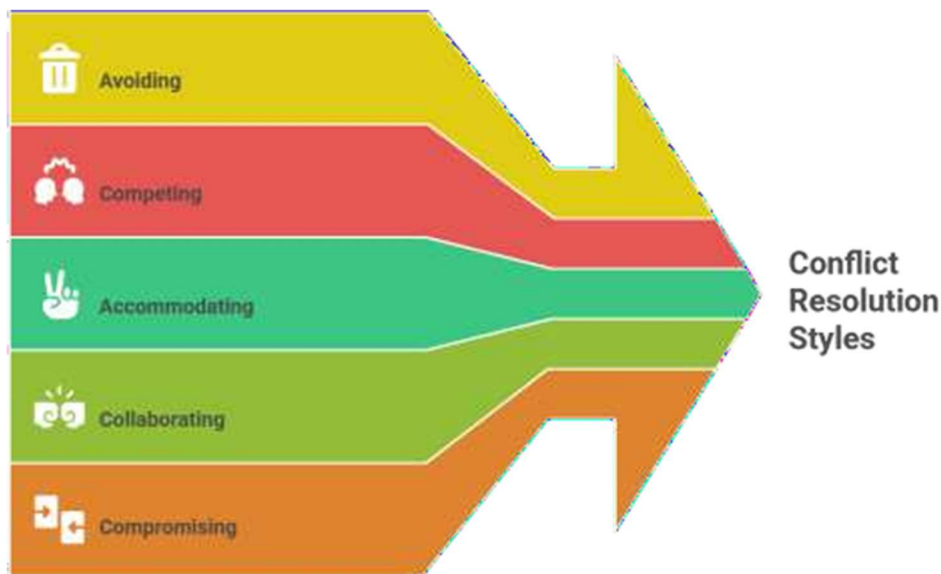 Avoiding
Competing
Accommodating
Collaborating
Compromising
Conflict
Resolution
Styles